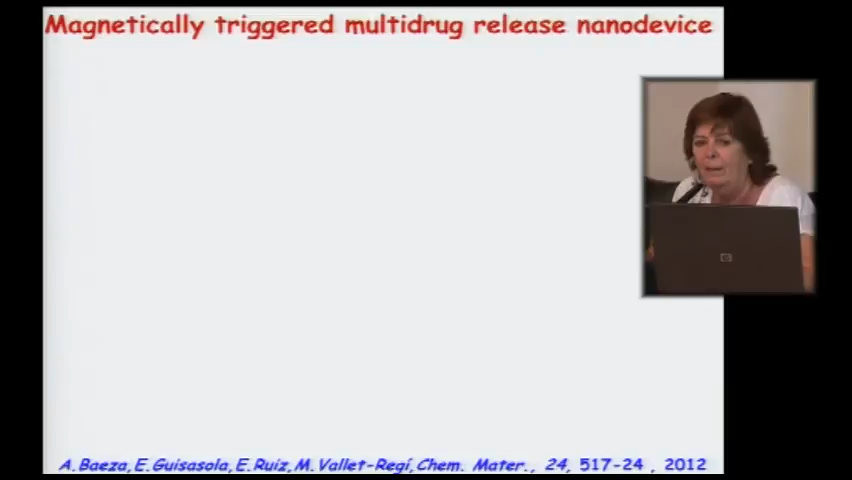 Magnetically triggered multidrug release nanodevice
A. Baeza, E. Guisasola, E. Ruiz, M. Vallet-Regí, Chem. Mater., 24, 517-24 , 2012